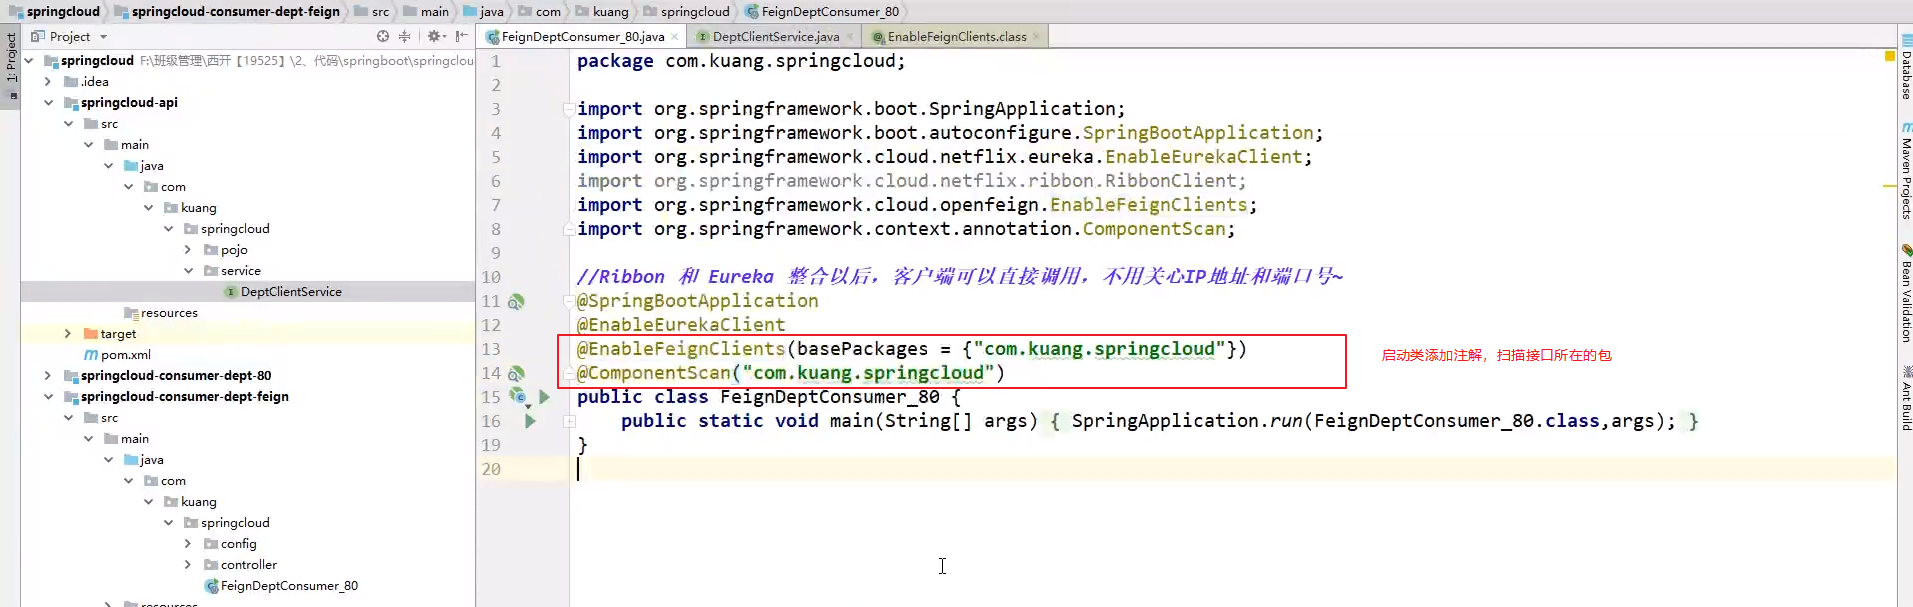 springcloud springcloud-consumer-dept-feign src main java com kuang springcloud FeignDeptConsumer_80
1: Project
Project
springcloud F:\班级管理\西开【19525】\2、代码\springboot\springclou
.idea
springcloud-api
src
main
java
com
kuang
springcloud
pojo
service
DeptClientService
resources
target
pom.xml
springcloud-consumer-dept-80
springcloud-consumer-dept-feign
src
main
java
com
kuang
springcloud
config
controller
FeignDeptConsumer_80
resources
FeignDeptConsumer_80.java DeptClientService.java EnableFeignClients.class
1 package com.kuang.springcloud;
2
3 import org.springframework.boot.SpringApplication;
4 import org.springframework.boot.autoconfigure.SpringBootApplication;
5 import org.springframework.cloud.netflix.eureka.EnableEurekaClient;
6 import org.springframework.cloud.netflix.ribbon.RibbonClient;
7 import org.springframework.cloud.openfeign.EnableFeignClients;
8 import org.springframework.context.annotation.ComponentScan;
9
10 //Ribbon 和 Eureka 整合以后，客户端可以直接调用，不用关心IP地址和端口号~
11 @SpringBootApplication
12 @EnableEurekaClient
13 @EnableFeignClients(basePackages = {"com.kuang.springcloud"})
14 @ComponentScan("com.kuang.springcloud")
15 public class FeignDeptConsumer_80 {
16 public static void main(String[] args) { SpringApplication.run(FeignDeptConsumer_80.class,args); }
19 }
20
启动类添加注解，扫描接口所在的包
Database
Maven Projects
Bean Validation
Ant Build